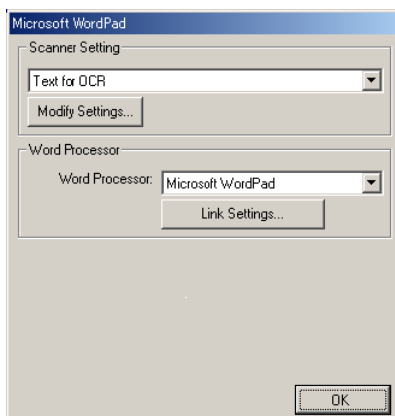 Microsoft WordPad
Scanner Setting
Text for OCR
Modify Settings...
Word Processor
Word Processor: Microsoft WordPad
Link Settings...
OK